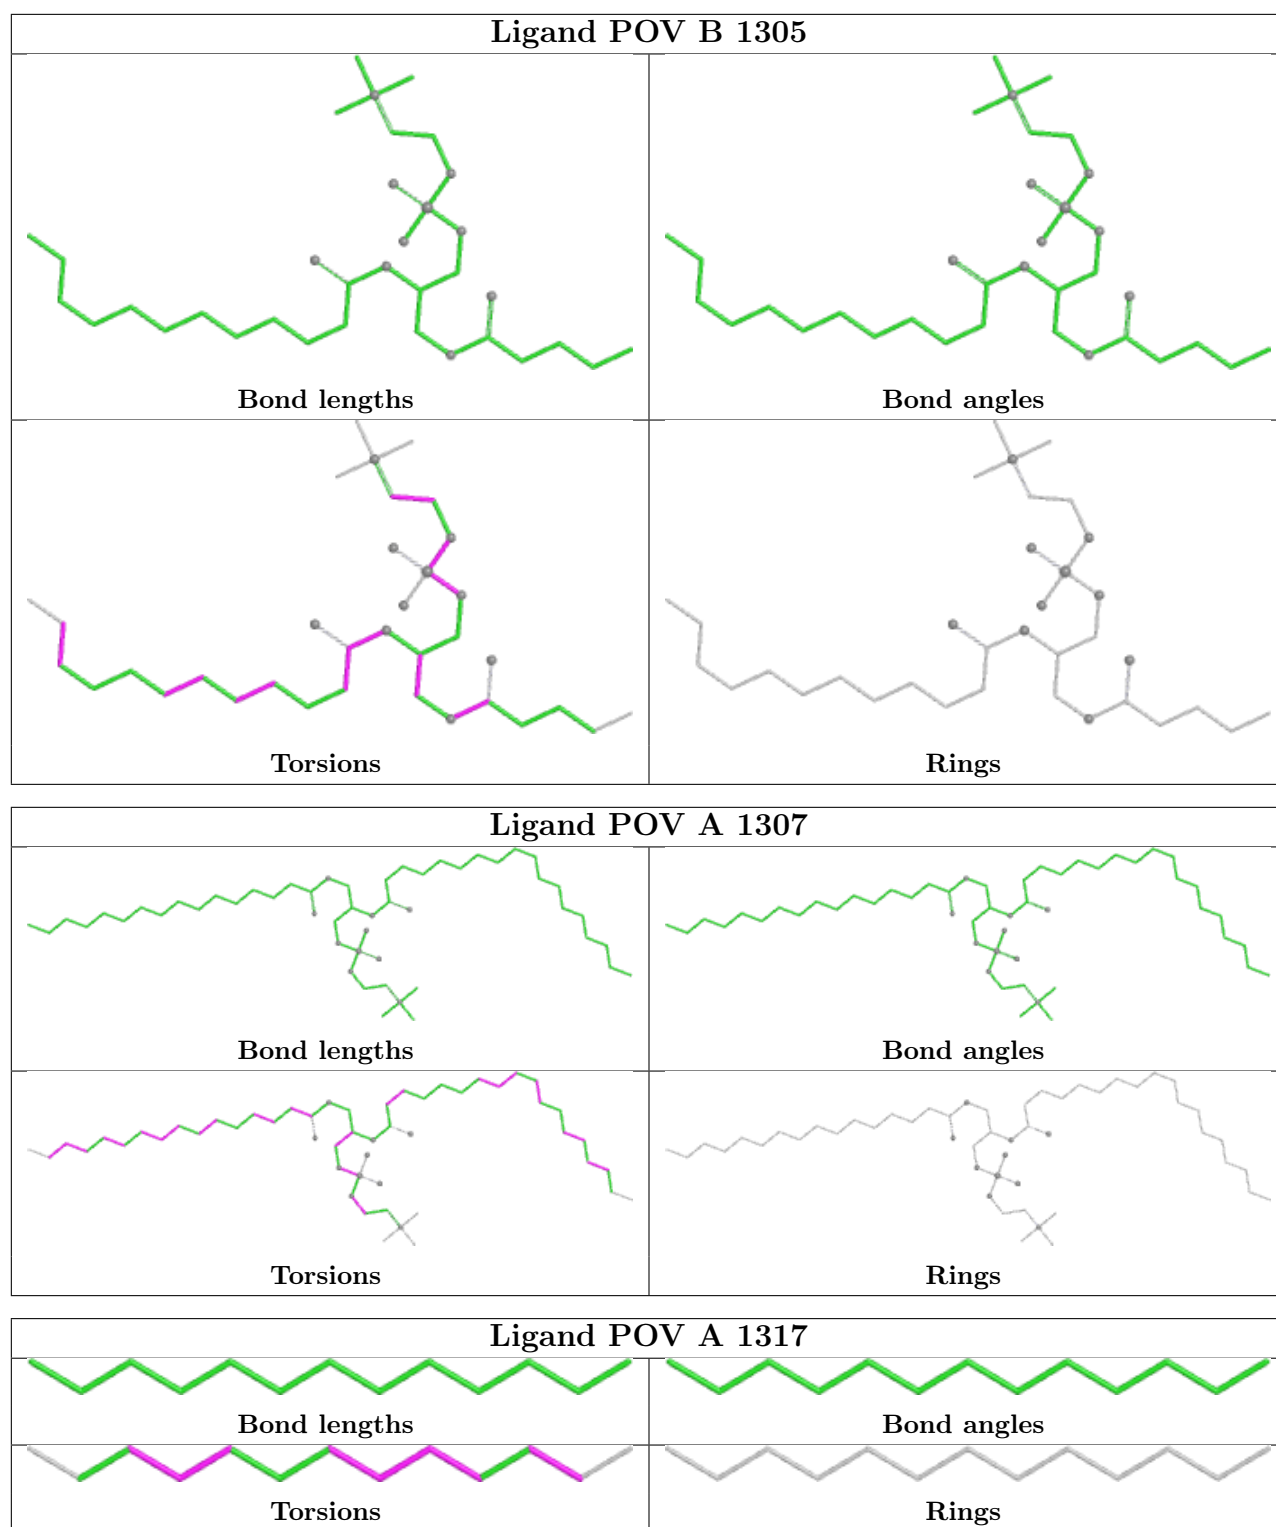 Ligand POV B 1305
Bond lengths
Bond angles
Torsions
Rings
Ligand POV A 1307
Bond lengths
Bond angles
Torsions
Rings
Ligand POV A 1317
Bond lengths
Bond angles
Torsions
Rings